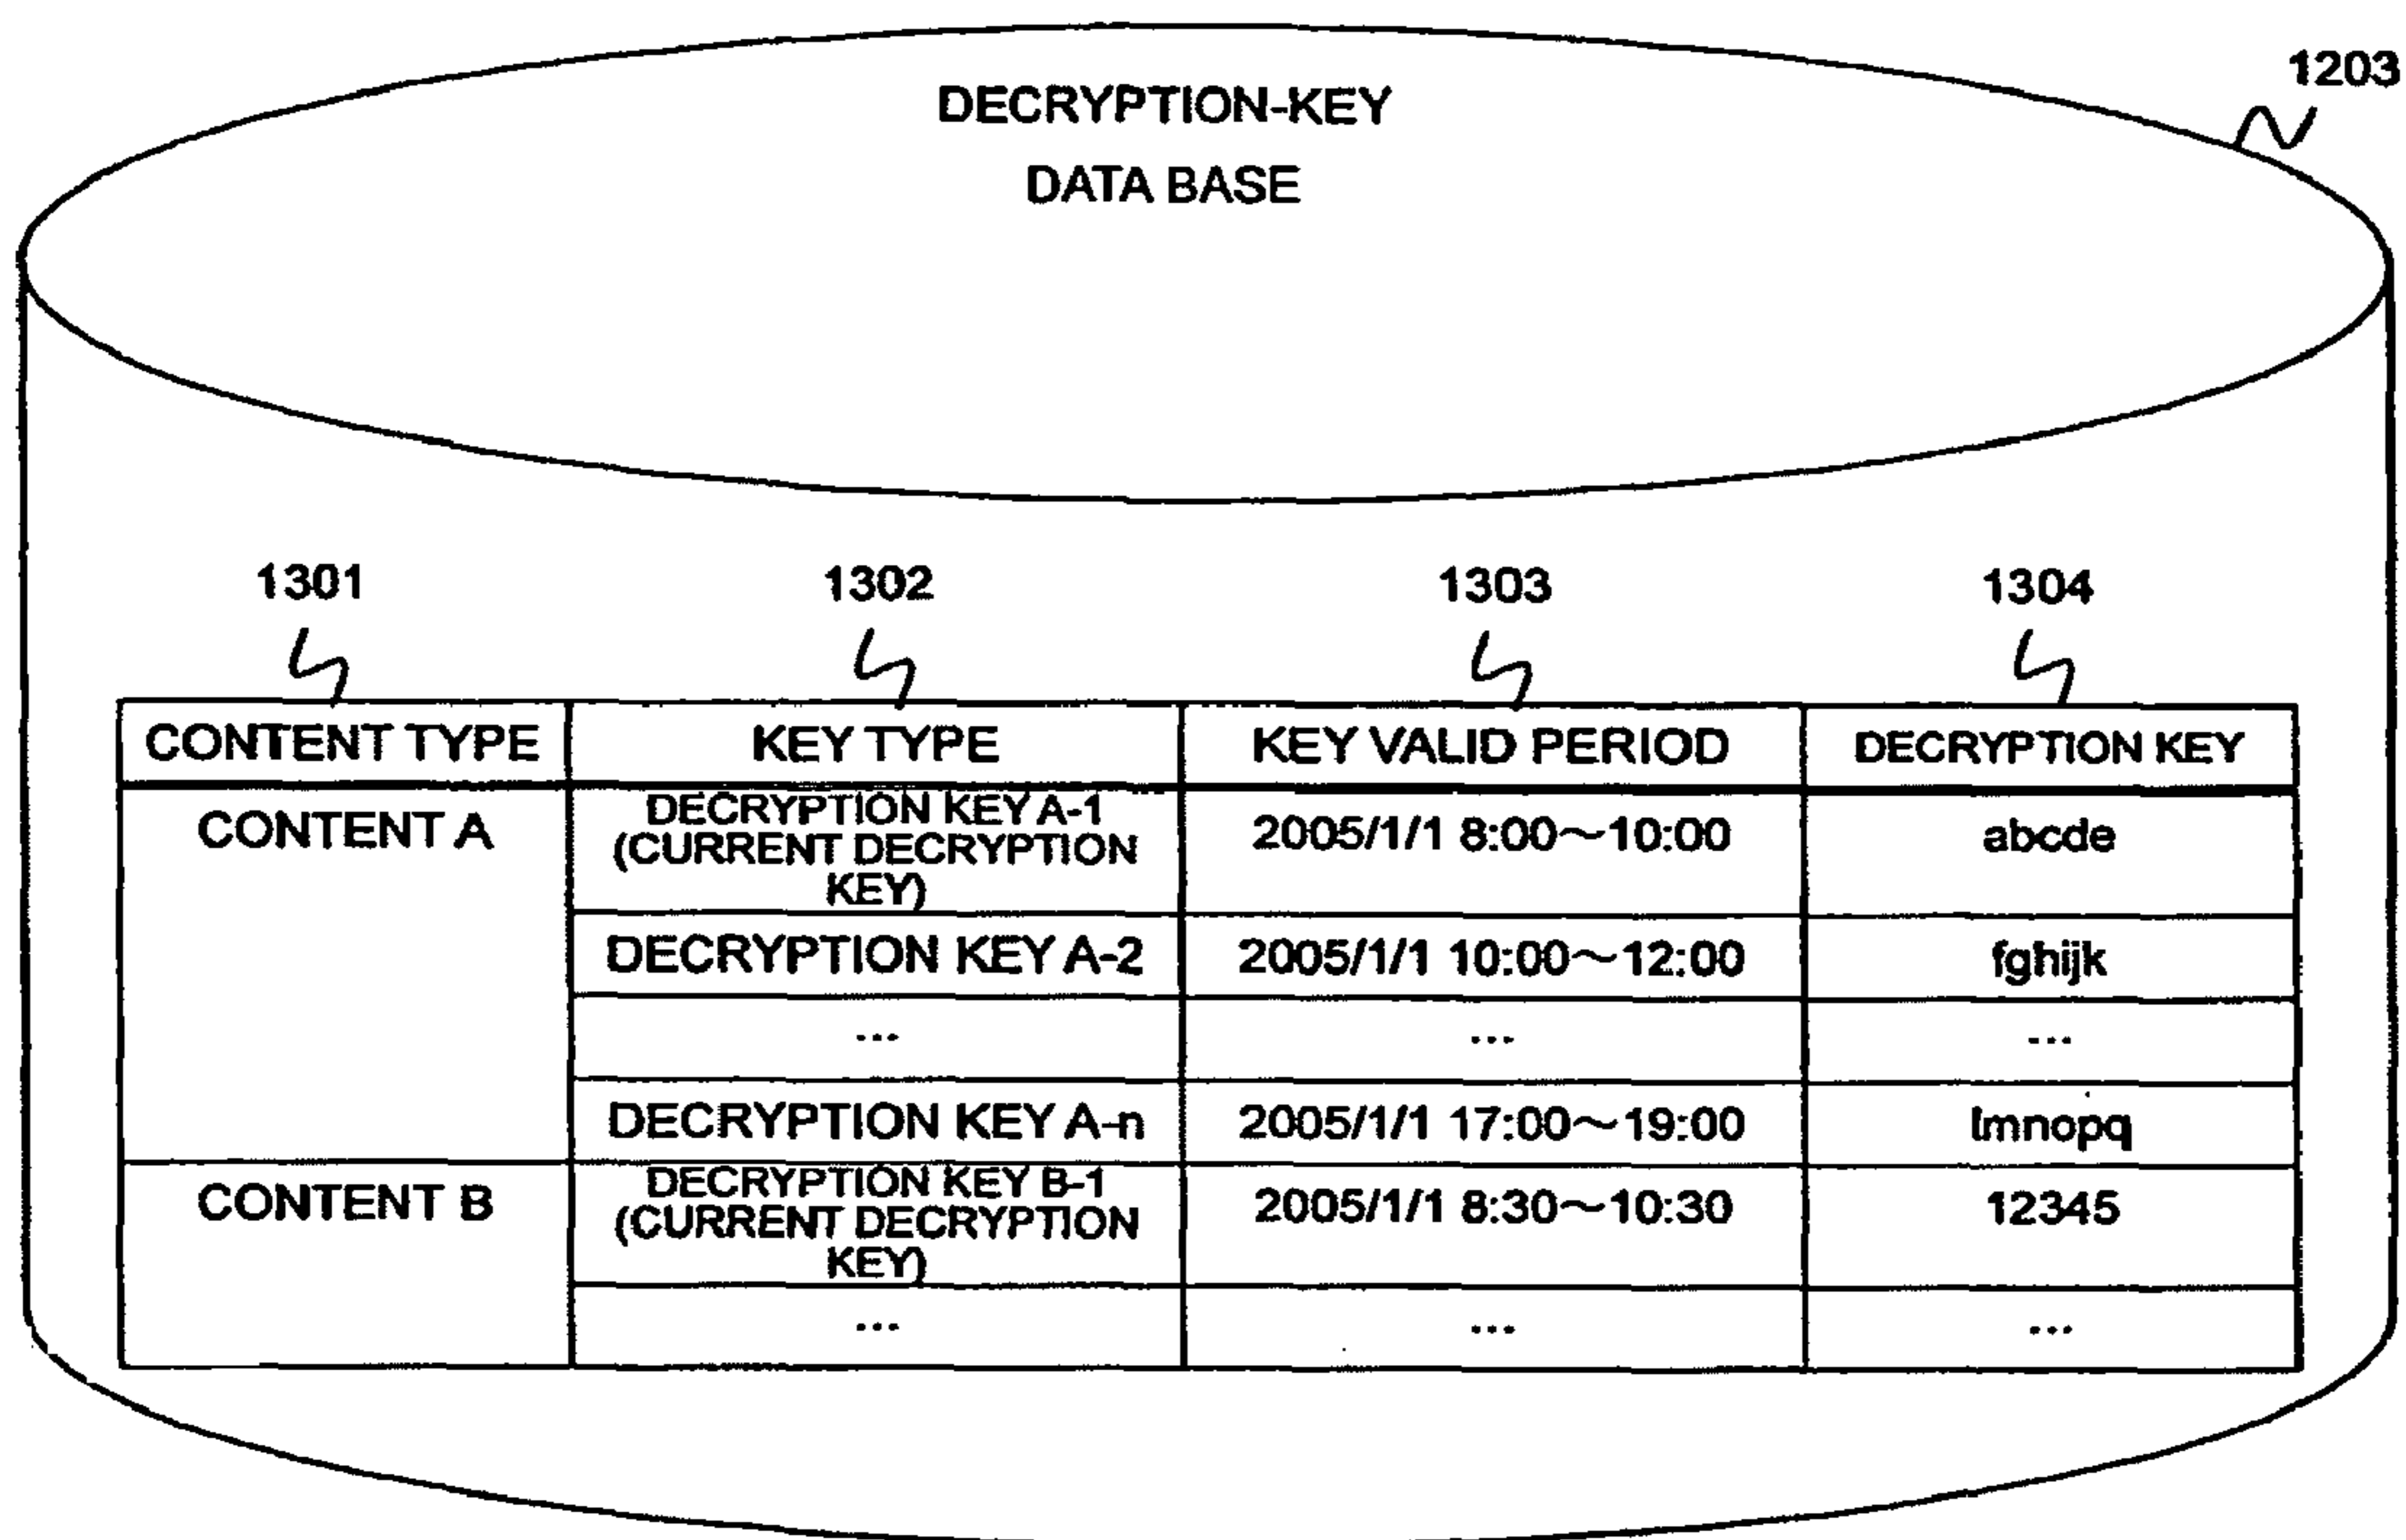 1203
DECRYPTION-KEY
DATA BASE
1301 1302 1303 1304
CONTENT TYPE KEY TYPE KEY VALID PERIOD DECRYPTION KEY
CONTENT A DECRYPTION KEY A-1 2005/1/1 8:00～10:00 abcde
(CURRENT DECRYPTION
KEY)
DECRYPTION KEY A-2 2005/1/1 10:00～12:00 fghijk
... ... ...
DECRYPTION KEY A-n 2005/1/1 17:00～19:00 lmnopq
CONTENT B DECRYPTION KEY B-1 2005/1/1 8:30～10:30 12345
(CURRENT DECRYPTION
KEY)
... ... ...